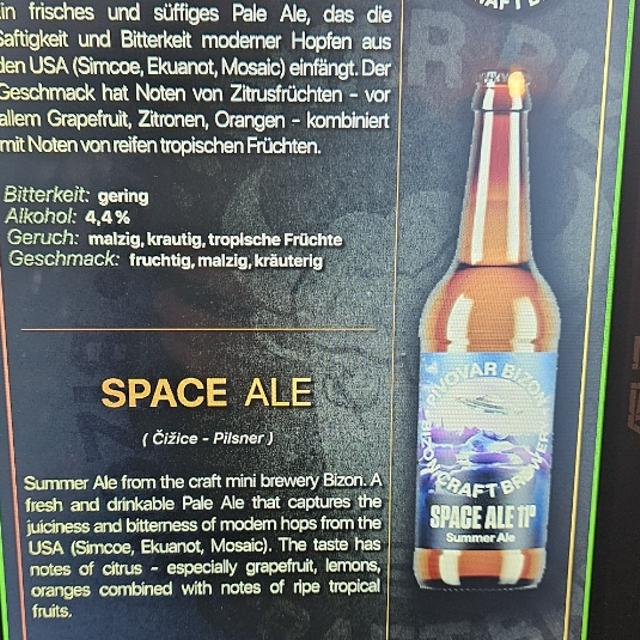 in frisches und süffiges Pale Ale, das die
Saftigkeit und Bitterkeit moderner Hopfen aus
den USA (Simcoe, Ekuanot, Mosaic) einfängt. Der
Geschmack hat Noten von Zitrusfrüchten - vor
allem Grapefruit, Zitronen, Orangen - kombiniert
mit Noten von reifen tropischen Früchten.
Bitterkeit: gering
Alkohol: 4,4 %
Geruch: malzig, krautig, tropische Früchte
Geschmack: fruchtig, malzig, kräuterig
SPACE ALE
( Čižice - Pilsner )
Summer Ale from the craft mini brewery Bizon. A
fresh and drinkable Pale Ale that captures the
juiciness and bitterness of modern hops from the
USA (Simcoe, Ekuanot, Mosaic). The taste has
notes of citrus - especially grapefruit, lemons,
oranges combined with notes of ripe tropical
fruits.
PIVOVAR BIZON
BIZON CRAFT BREWERY
SPACE ALE 11°
Summer Ale